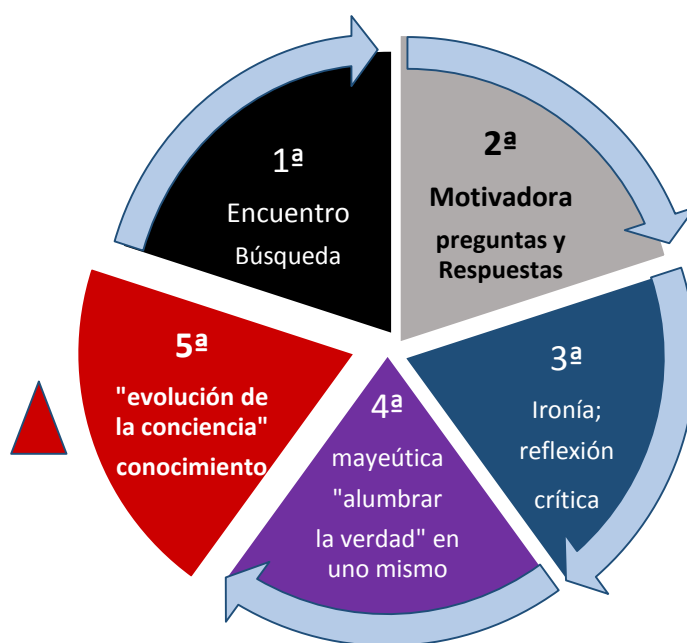 1ª
Encuentro
Búsqueda
2ª
Motivadora
preguntas y
Respuestas
3ª
Ironía;
reflexión
crítica
4ª
mayeútica
"alumbrar
la verdad" en
uno mismo
5ª
"evolución de
la conciencia"
conocimiento